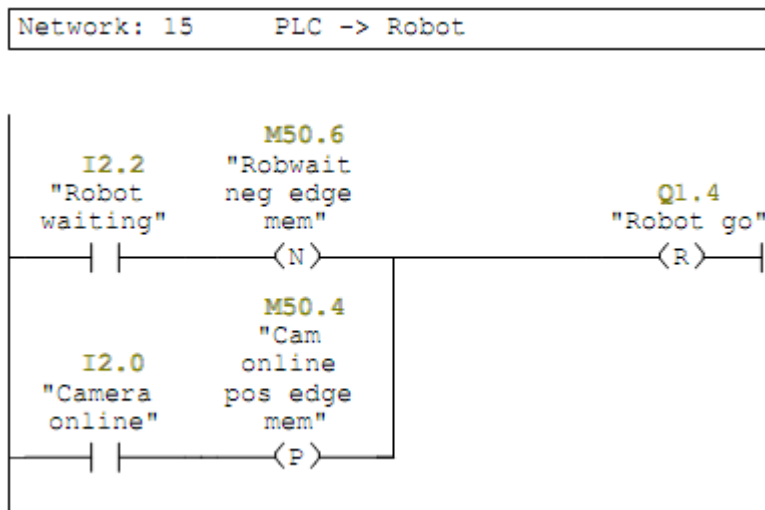 Network: 15 PLC -> Robot
M50.6
I2.2 "Robwait
"Robot neg edge Q1.4
waiting" mem" "Robot go"
(N) (R)
M50.4
"Cam
I2.0 online
"Camera pos edge
online" mem"
(P)